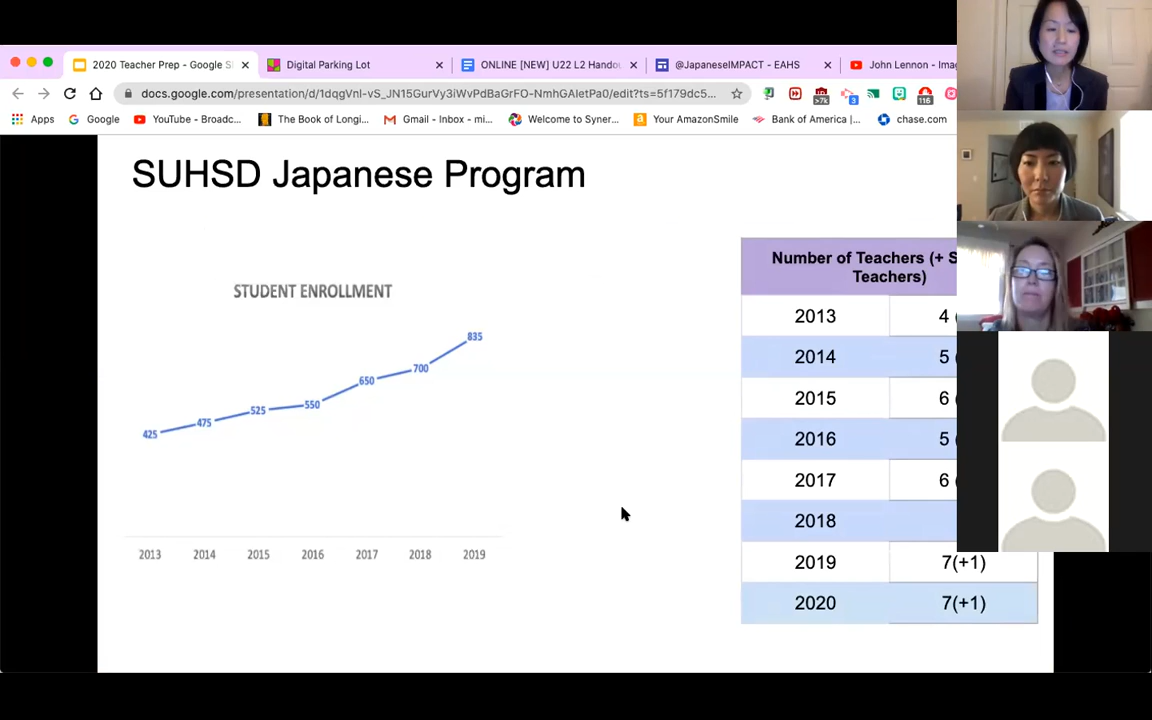 2020 Teacher Prep - Google S
Digital Parking Lot
ONLINE [NEW] U22 L2 Handou
@JapaneseIMPACT - EAHS
John Lennon - Imag
docs.google.com/presentation/d/1dqgVnl-vS_JN15GurVy3iWvPdBaGrFO-NmhGAletPa0/edit?ts=5f179dc5...
>7k
3
116
Apps
Google
YouTube - Broadc...
The Book of Longi...
Gmail - Inbox - mi...
Welcome to Syner...
Your AmazonSmile
Bank of America |...
chase.com
SUHSD Japanese Program
STUDENT ENROLLMENT
425
475
525
550
650
700
835
2013
2014
2015
2016
2017
2018
2019
Number of Teachers (+ S
Teachers)
2013 4 (
2014 5 (
2015 6 (
2016 5 (
2017 6 (
2018
2019 7(+1)
2020 7(+1)